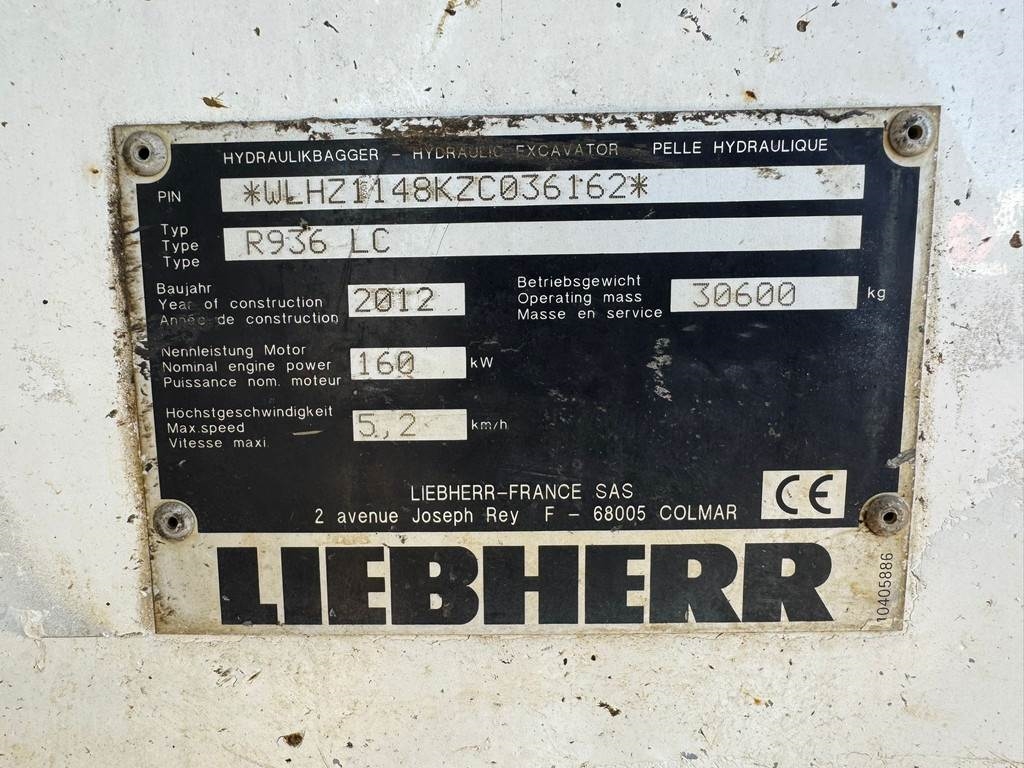 HYDRAULIKBAGGER - HYDRAULIC EXCAVATOR - PELLE HYDRAULIQUE
PIN *WLHZ1148KZC036162*
Typ
Type
Type
R936 LC
Baujahr
Year of construction
Année de construction
2012
Betriebsgewicht
Operating mass
Masse en service
30600 kg
Nennleistung Motor
Nominal engine power
Puissance nom. moteur
160 kW
Höchstgeschwindigkeit
Max.speed
Vitesse maxi.
5,2 km/h
LIEBHERR-FRANCE SAS
2 avenue Joseph Rey F - 68005 COLMAR
CE
LIEBHERR
10405886